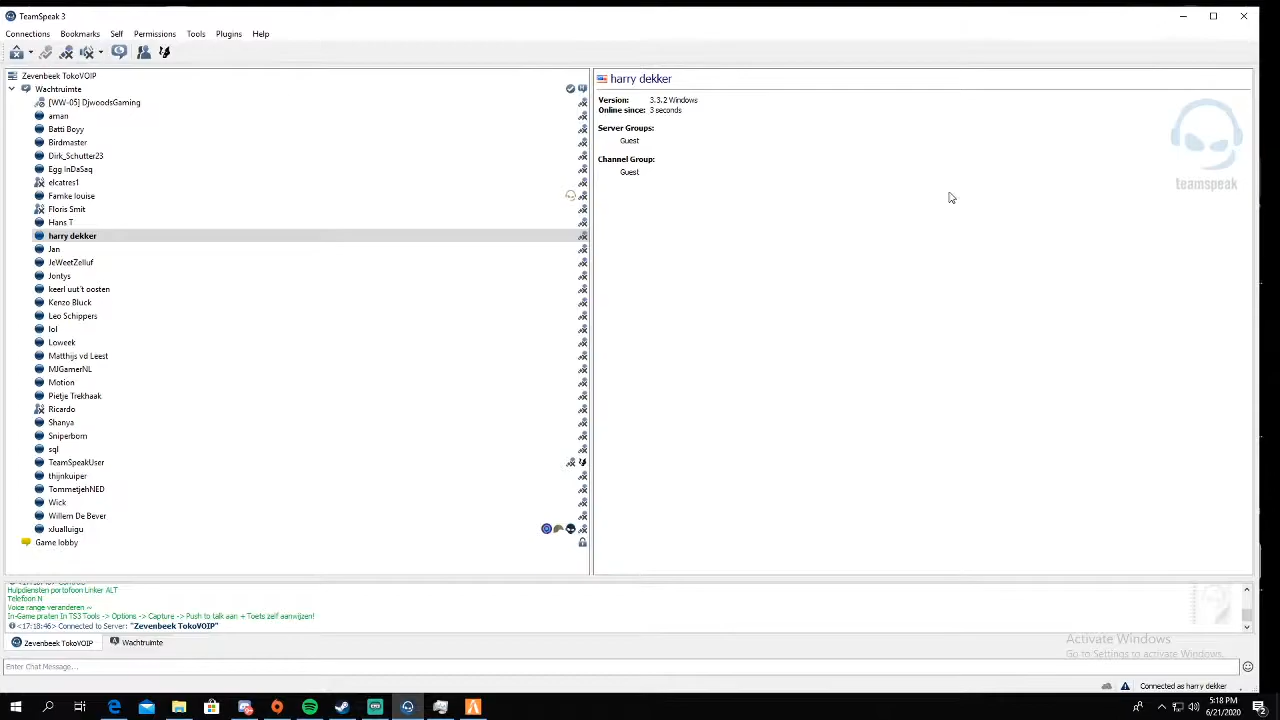 TeamSpeak 3
Connections Bookmarks Self Permissions Tools Plugins Help
Zevenbeek TokoVOIP
Wachtruimte
[WW-05] DjwoodsGaming
aman
Batti Boyy
Birdmaster
Dirk_Schutter23
Egg InDaSaq
elcatres1
Famke louise
Floris Smit
Hans T
harry dekker
Jan
JeWeetZelluf
Jontys
keerl uut't oosten
Kenzo Bluck
Leo Schippers
lol
Loweek
Matthijs vd Leest
MJGamerNL
Motion
Pietje Trekhaak
Ricardo
Shanya
Sniperbom
sql
TeamSpeakUser
thijnkuiper
TommetjehNED
Wick
Willem De Bever
xJualluigu
Game lobby
harry dekker
Version: 3.3.2 Windows
Online since: 3 seconds
Server Groups:
Guest
Channel Group:
Guest
teamspeak
Hulpdiensten portofoon Linker ALT
Telefoon N
Voice range veranderen ~
In-Game praten In TS3 Tools -> Options -> Capture -> Push to talk aan + Toets zelf aanwijzen!
<17:18:46> Connected to Server: "Zevenbeek TokoVOIP"
Zevenbeek TokoVOIP Wachtruimte
Activate Windows
Go to Settings to activate Windows.
Enter Chat Message...
Connected as harry dekker
5:18 PM
6/21/2020